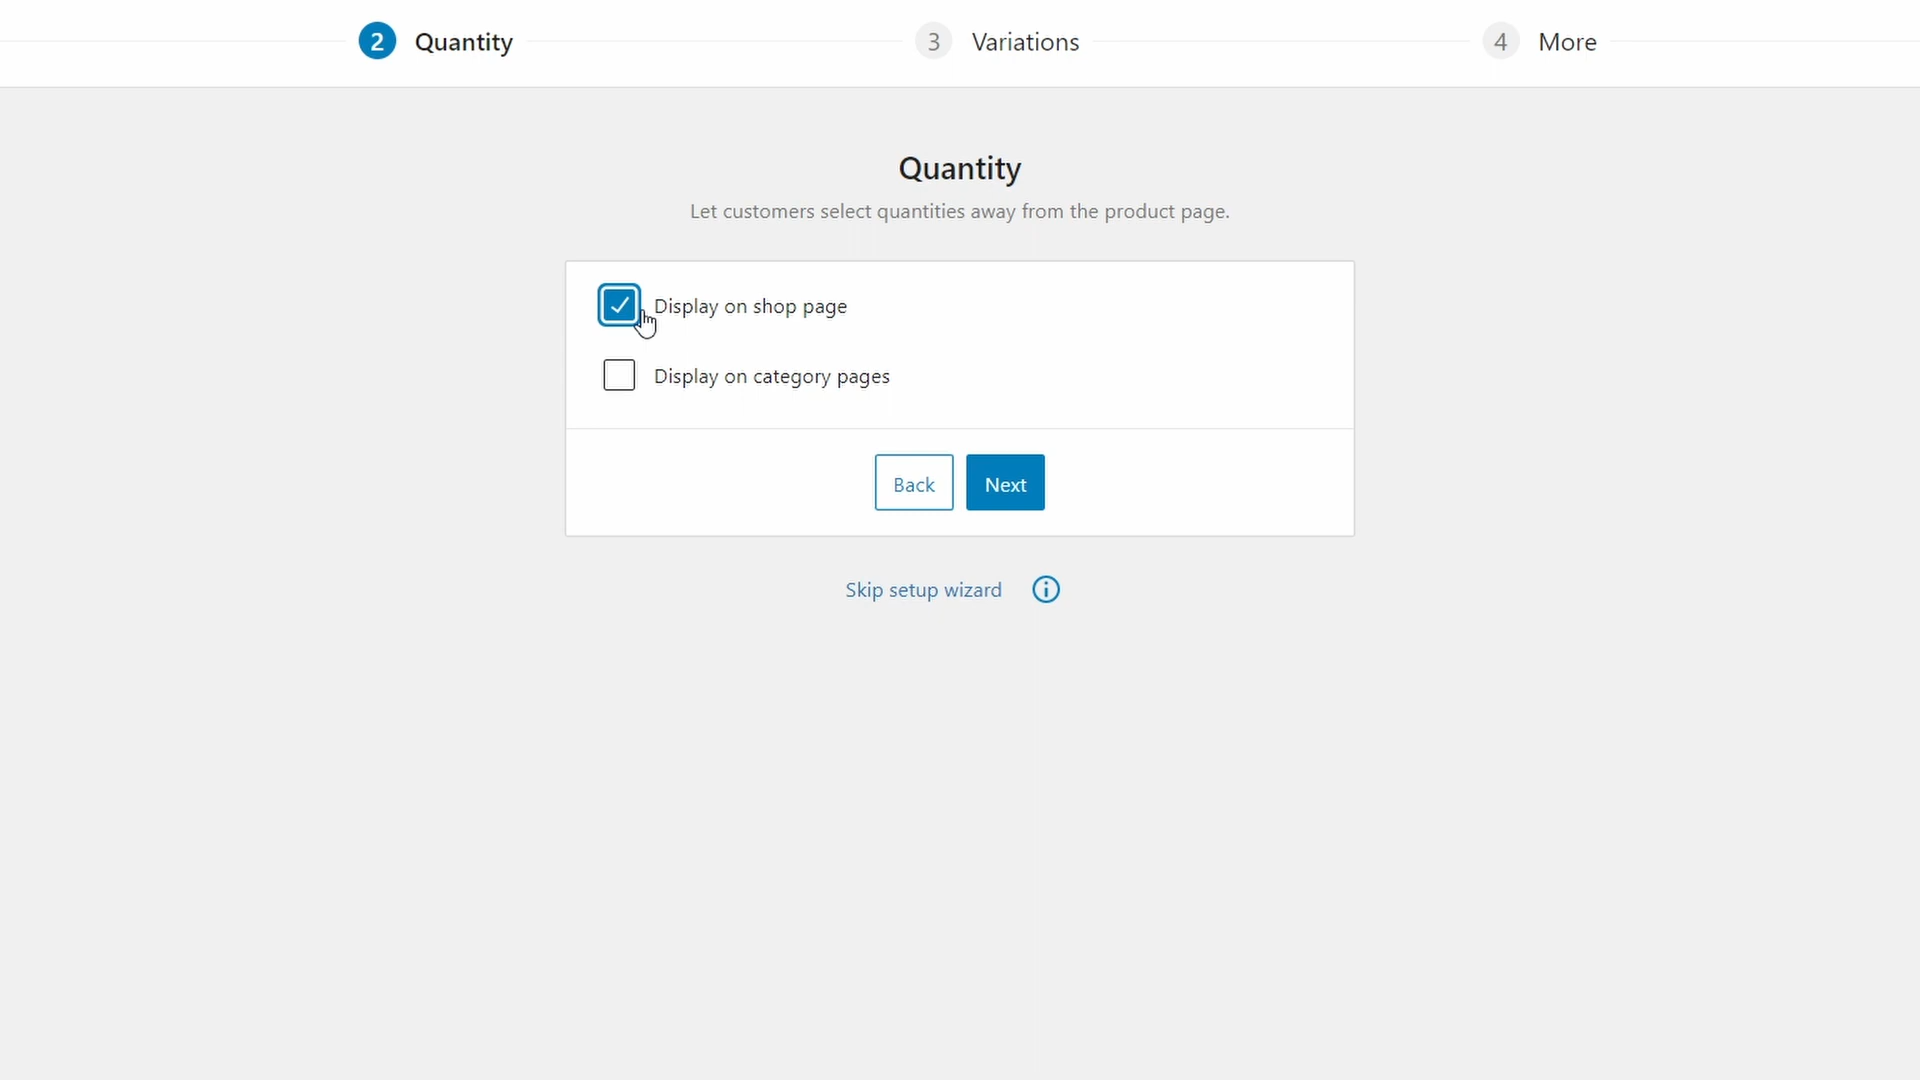 2 Quantity 3 Variations 4 More
Quantity
Let customers select quantities away from the product page.
Display on shop page
Display on category pages
Back Next
Skip setup wizard